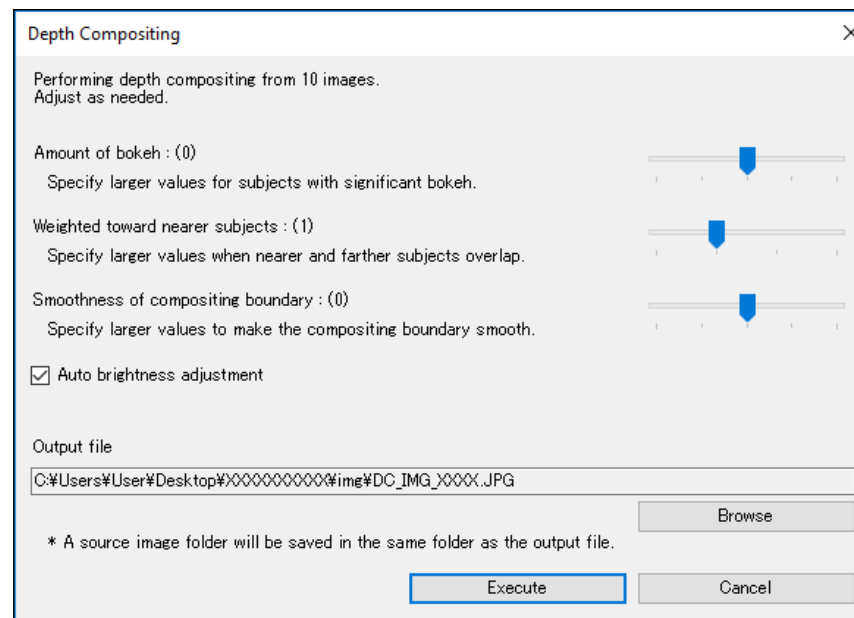 Depth Compositing
Performing depth compositing from 10 images.
Adjust as needed.
Amount of bokeh : (0)
Specify larger values for subjects with significant bokeh.
Weighted toward nearer subjects : (1)
Specify larger values when nearer and farther subjects overlap.
Smoothness of compositing boundary : (0)
Specify larger values to make the compositing boundary smooth.
Auto brightness adjustment
Output file
C:¥Users¥User¥Desktop¥XXXXXXXXXXX¥img¥DC_IMG_XXXX.JPG
Browse
* A source image folder will be saved in the same folder as the output file.
Execute
Cancel